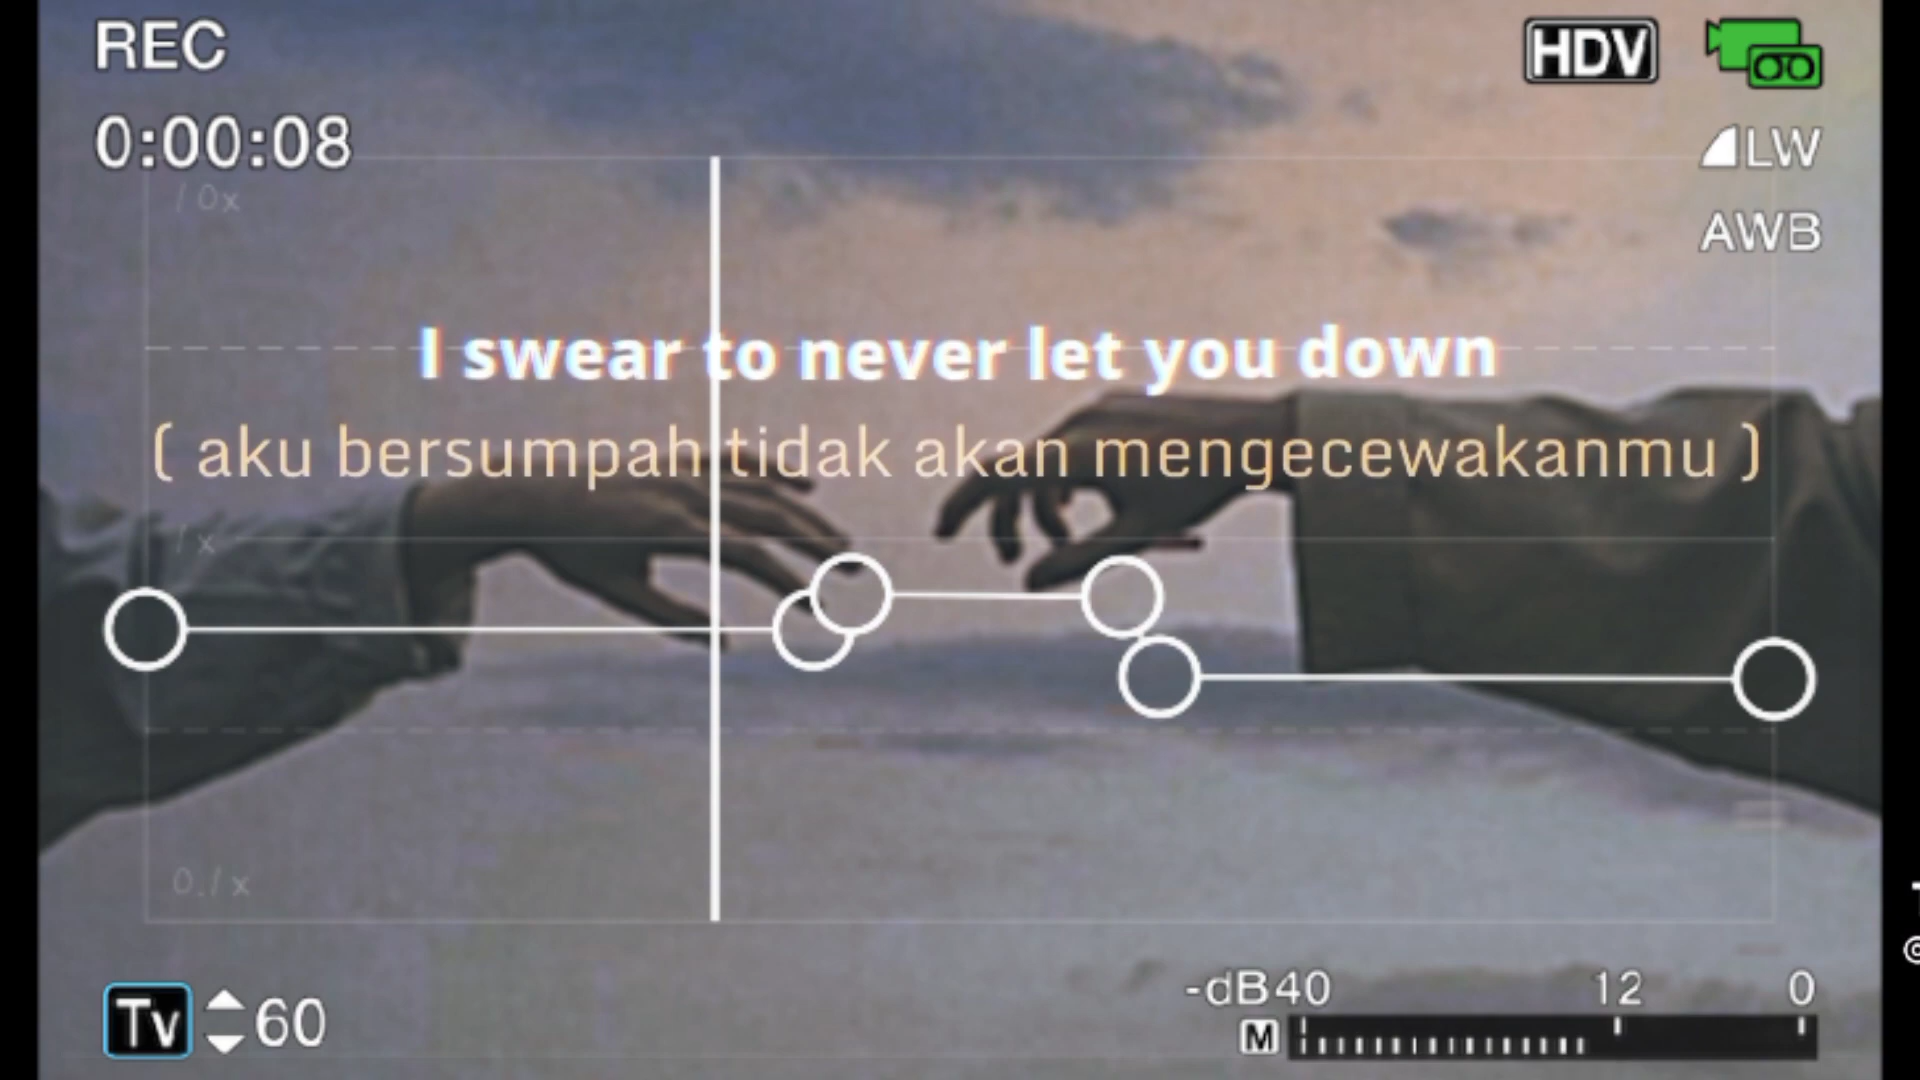 REC
HDV
0:00:08
LW
AWB
I swear to never let you down
( aku bersumpah tidak akan mengecewakanmu )
Tv 60
-dB40 12 0
M